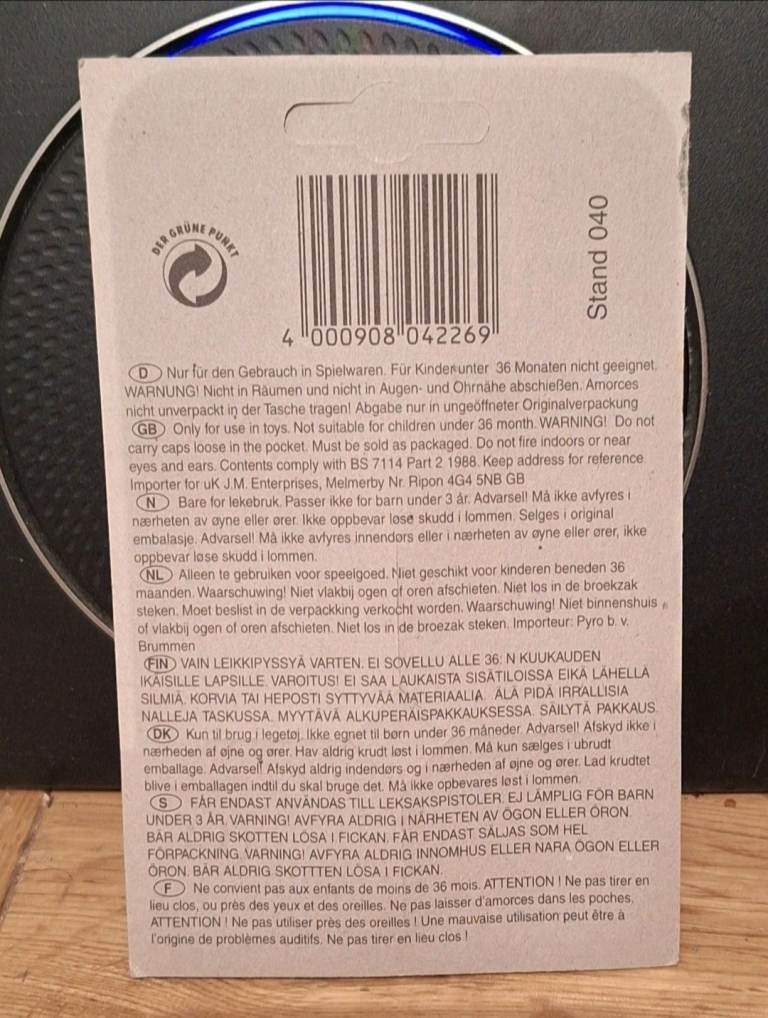 DER GRÜNE PUNKT
Stand 040
4 000908 042269
D Nur für den Gebrauch in Spielwaren. Für Kinder unter 36 Monaten nicht geeignet.
WARNUNG! Nicht in Räumen und nicht in Augen- und Ohrnähe abschießen. Amorces
nicht unverpackt in der Tasche tragen! Abgabe nur in ungeöffneter Originalverpackung
GB Only for use in toys. Not suitable for children under 36 month. WARNING! Do not
carry caps loose in the pocket. Must be sold as packaged. Do not fire indoors or near
eyes and ears. Contents comply with BS 7114 Part 2 1988. Keep address for reference.
Importer for uK J.M. Enterprises, Melmerby Nr. Ripon 4G4 5NB GB
N Bare for lekebruk. Passer ikke for barn under 3 år. Advarsel! Må ikke avfyres i
nærheten av øyne eller ører. Ikke oppbevar løse skudd i lommen. Selges i original
embalasje. Advarsel! Må ikke avfyres innendørs eller i nærheten av øyne eller ører, ikke
oppbevar løse skudd i lommen.
NL Alleen te gebruiken voor speelgoed. Niet geschikt voor kinderen beneden 36
maanden. Waarschuwing! Niet vlakbij ogen of oren afschieten. Niet los in de broekzak
steken. Moet beslist in de verpackking verkocht worden. Waarschuwing! Niet binnenshuis
of vlakbij ogen of oren afschieten. Niet los in de broezak steken. Importeur: Pyro b. v.
Brummen
FIN VAIN LEIKKIPYSSYÄ VARTEN. EI SOVELLU ALLE 36: N KUUKAUDEN
IKÄISILLE LAPSILLE. VAROITUS! EI SAA LAUKAISTA SISÄTILOISSA EIKÄ LÄHELLÄ
SILMIÄ, KORVIA TAI HEPOSTI SYTTYVÄÄ MATERIAALIA. ÄLÄ PIDÄ IRRALLISIA
NALLEJA TASKUSSA. MYYTÄVÄ ALKUPERÄISPAKKAUKSESSA. SÄILYTÄ PAKKAUS.
DK Kun til brug i legetøj. Ikke egnet til børn under 36 måneder. Advarsel! Afskyd ikke i
nærheden af øjne og ører. Hav aldrig krudt løst i lommen. Må kun sælges i ubrudt
emballage. Advarsel! Afskyd aldrig indendørs og i nærheden af øjne og ører. Lad krudtet
blive i emballagen indtil du skal bruge det. Må ikke opbevares løst i lommen.
S FÅR ENDAST ANVÄNDAS TILL LEKSAKSPISTOLER. EJ LÄMPLIG FÖR BARN
UNDER 3 ÅR. VARNING! AVFYRA ALDRIG I NÄRHETEN AV ÖGON ELLER ÖRON.
BÄR ALDRIG SKOTTEN LÖSA I FICKAN. FÅR ENDAST SÄLJAS SOM HEL
FÖRPACKNING. VARNING! AVFYRA ALDRIG INNOMHUS ELLER NÄRA ÖGON ELLER
ÖRON. BÄR ALDRIG SKOTTTEN LÖSA I FICKAN.
F Ne convient pas aux enfants de moins de 36 mois. ATTENTION ! Ne pas tirer en
lieu clos, ou près des yeux et des oreilles. Ne pas laisser d'amorces dans les poches.
ATTENTION ! Ne pas utiliser près des oreilles ! Une mauvaise utilisation peut être à
l'origine de problèmes auditifs. Ne pas tirer en lieu clos !